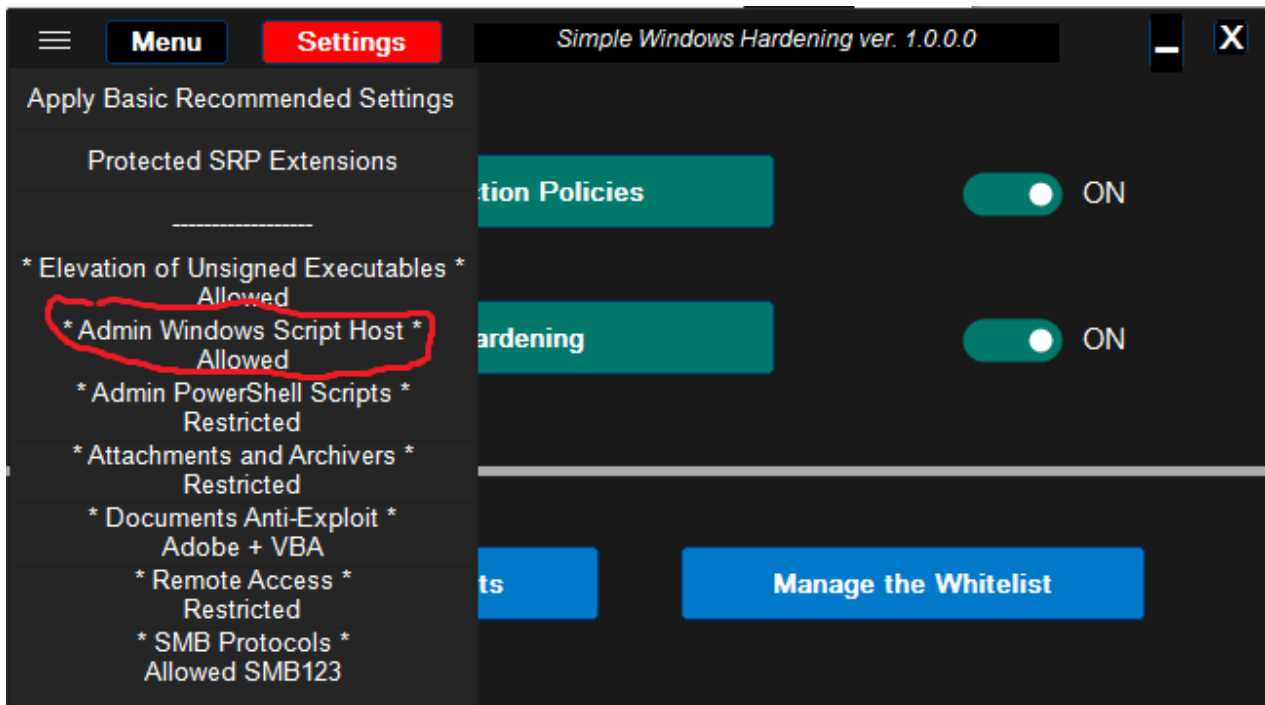 Menu
Settings
Simple Windows Hardening ver. 1.0.0.0
X
Apply Basic Recommended Settings
Protected SRP Extensions
------------------
* Elevation of Unsigned Executables *
Allowed
* Admin Windows Script Host *
Allowed
* Admin PowerShell Scripts *
Restricted
* Attachments and Archivers *
Restricted
* Documents Anti-Exploit *
Adobe + VBA
* Remote Access *
Restricted
* SMB Protocols *
Allowed SMB123
tion Policies
ON
ardening
ON
ts
Manage the Whitelist